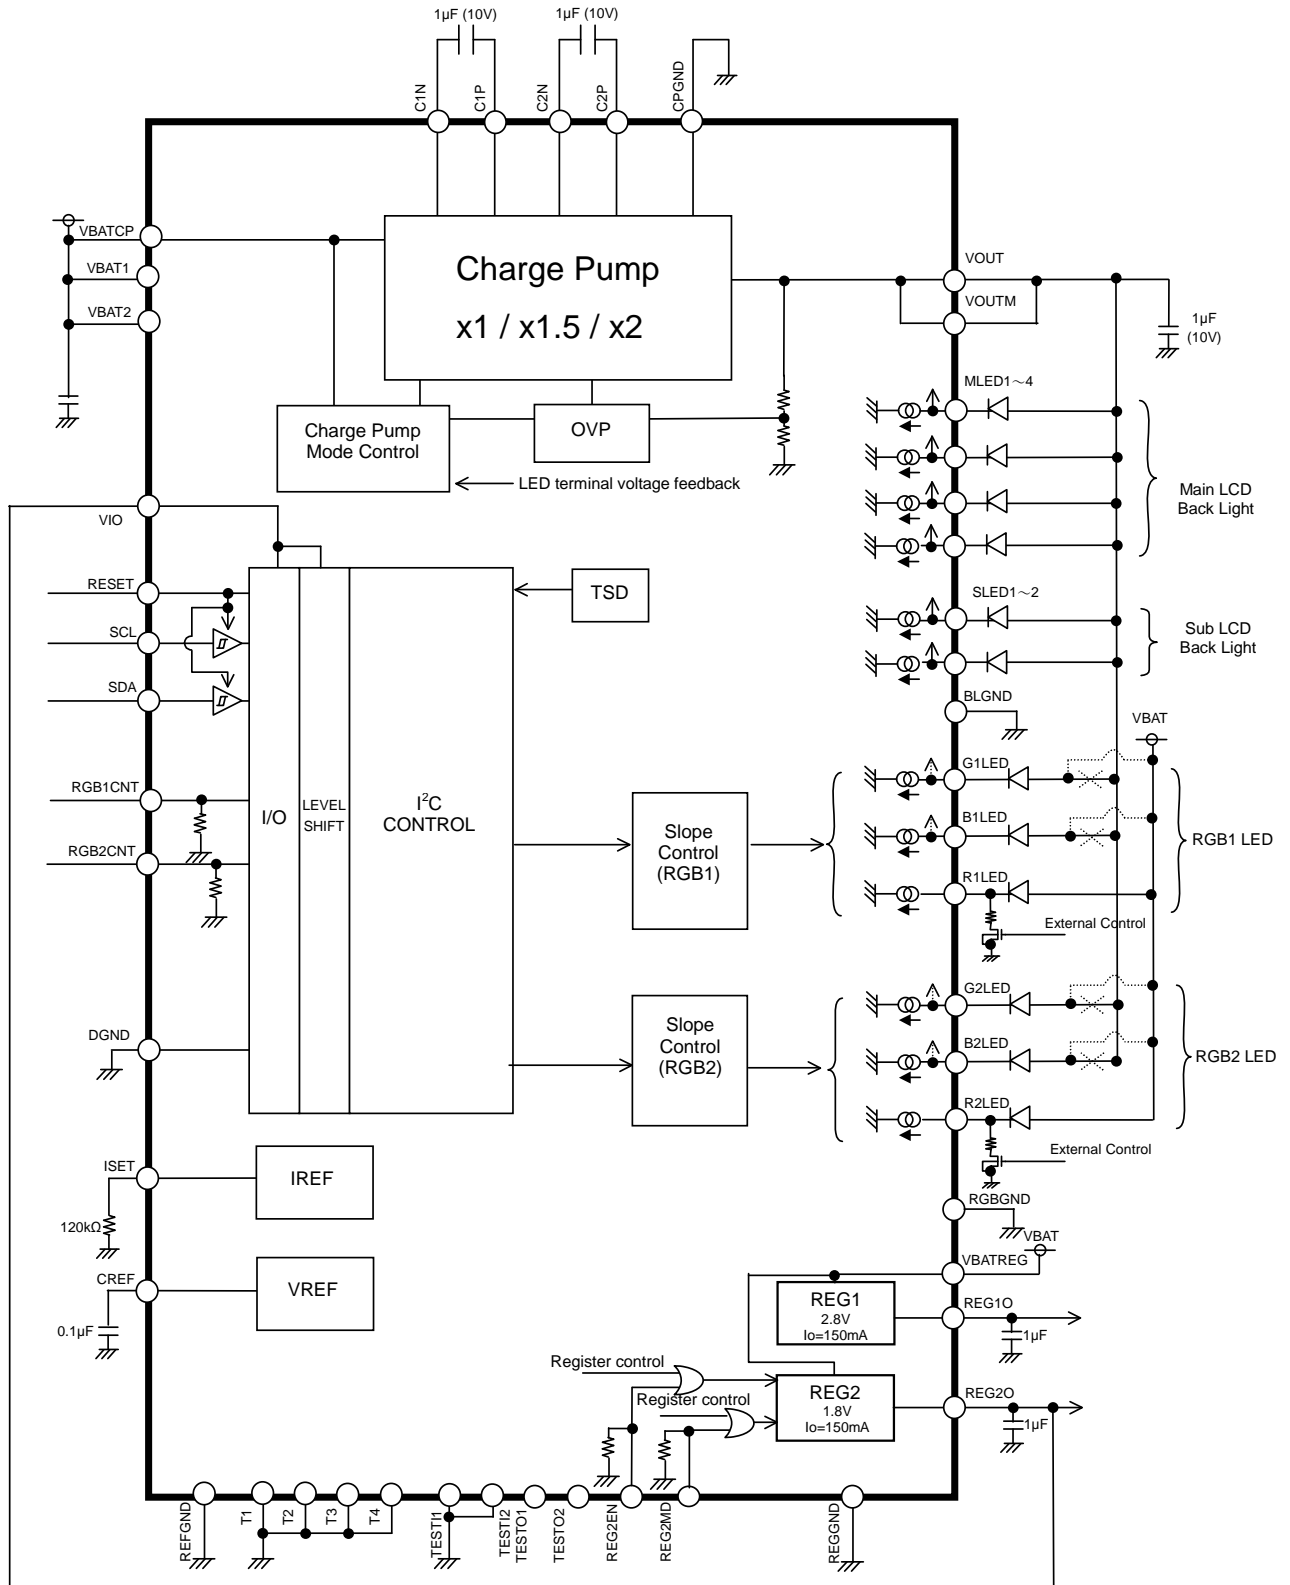 1µF (10V)
1µF (10V)
C1N
C1P
C2N
C2P
CPGND
VBATCP
VBAT1
VBAT2
Charge Pump
x1 / x1.5 / x2
VOUT
VOUTM
1µF
(10V)
Charge Pump
Mode Control
OVP
LED terminal voltage feedback
MLED1～4
Main LCD
Back Light
VIO
RESET
SCL
SDA
TSD
SLED1～2
Sub LCD
Back Light
BLGND
VBAT
RGB1CNT
RGB2CNT
I/O
LEVEL
SHIFT
I²C
CONTROL
Slope
Control
(RGB1)
G1LED
B1LED
R1LED
RGB1 LED
External Control
DGND
Slope
Control
(RGB2)
G2LED
B2LED
R2LED
RGB2 LED
External Control
ISET
120kΩ
IREF
RGBGND
VBAT
CREF
0.1µF
VREF
VBATREG
REG1
2.8V
Io=150mA
REG1O
1µF
Register control
Register control
REG2
1.8V
Io=150mA
REG2O
1µF
REFGND
T1
T2
T3
T4
TESTI1
TESTI2
TESTO1
TESTO2
REG2EN
REG2MD
REGGND